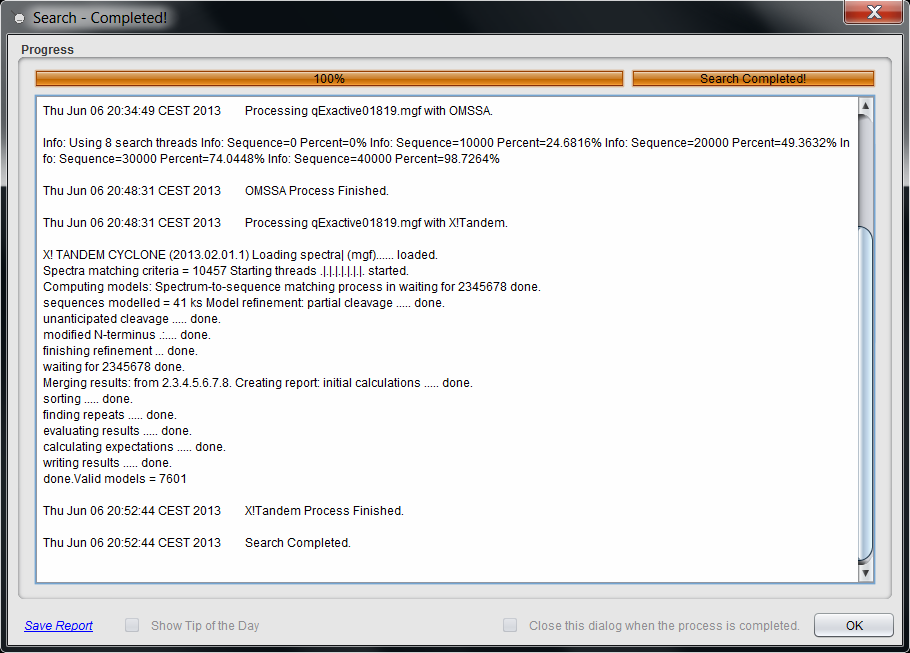 Search - Completed!
Progress
100%
Search Completed!
Thu Jun 06 20:34:49 CEST 2013 Processing qExactive01819.mgf with OMSSA.
Info: Using 8 search threads Info: Sequence=0 Percent=0% Info: Sequence=10000 Percent=24.6816% Info: Sequence=20000 Percent=49.3632% In
fo: Sequence=30000 Percent=74.0448% Info: Sequence=40000 Percent=98.7264%
Thu Jun 06 20:48:31 CEST 2013 OMSSA Process Finished.
Thu Jun 06 20:48:31 CEST 2013 Processing qExactive01819.mgf with X!Tandem.
X! TANDEM CYCLONE (2013.02.01.1) Loading spectra| (mgf)...... loaded.
Spectra matching criteria = 10457 Starting threads .|.|.|.|.|.|.|. started.
Computing models: Spectrum-to-sequence matching process in waiting for 2345678 done.
sequences modelled = 41 ks Model refinement: partial cleavage ..... done.
unanticipated cleavage ..... done.
modified N-terminus .:.... done.
finishing refinement ... done.
waiting for 2345678 done.
Merging results: from 2.3.4.5.6.7.8. Creating report: initial calculations ..... done.
sorting ..... done.
finding repeats ..... done.
evaluating results ..... done.
calculating expectations ..... done.
writing results ..... done.
done.Valid models = 7601
Thu Jun 06 20:52:44 CEST 2013 X!Tandem Process Finished.
Thu Jun 06 20:52:44 CEST 2013 Search Completed.
Save Report
Show Tip of the Day
Close this dialog when the process is completed.
OK